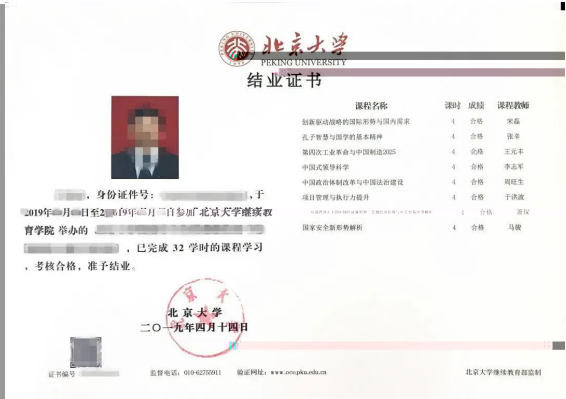 北京大学
PEKING UNIVERSITY
结业证书
，身份证件号： ，于
2019年 月 日至2 19年 月 日参加 北京大学继续教
育学院 举办的
，已完成 32 学时的课程学习
，考核合格，准予结业。
北京大学
二〇一九年四月十四日
课程名称 课时 成绩 课程教师
创新驱动战略的国际形势与国内需求 4 合格 宋磊
孔子智慧与国学的基本精神 4 合格 张辛
第四次工业革命与中国制造2025 4 合格 王元丰
中国式领导科学 4 合格 李志军
中国政治体制改革与中国法治建设 4 合格 周旺生
项目管理与执行力提升 4 合格 于洪波
合格
国家安全新形势解析 4 合格 马骏
证书编号 监督电话：010-62755911 验证网址：www.ocopku.edu.cn 北京大学继续教育部监制